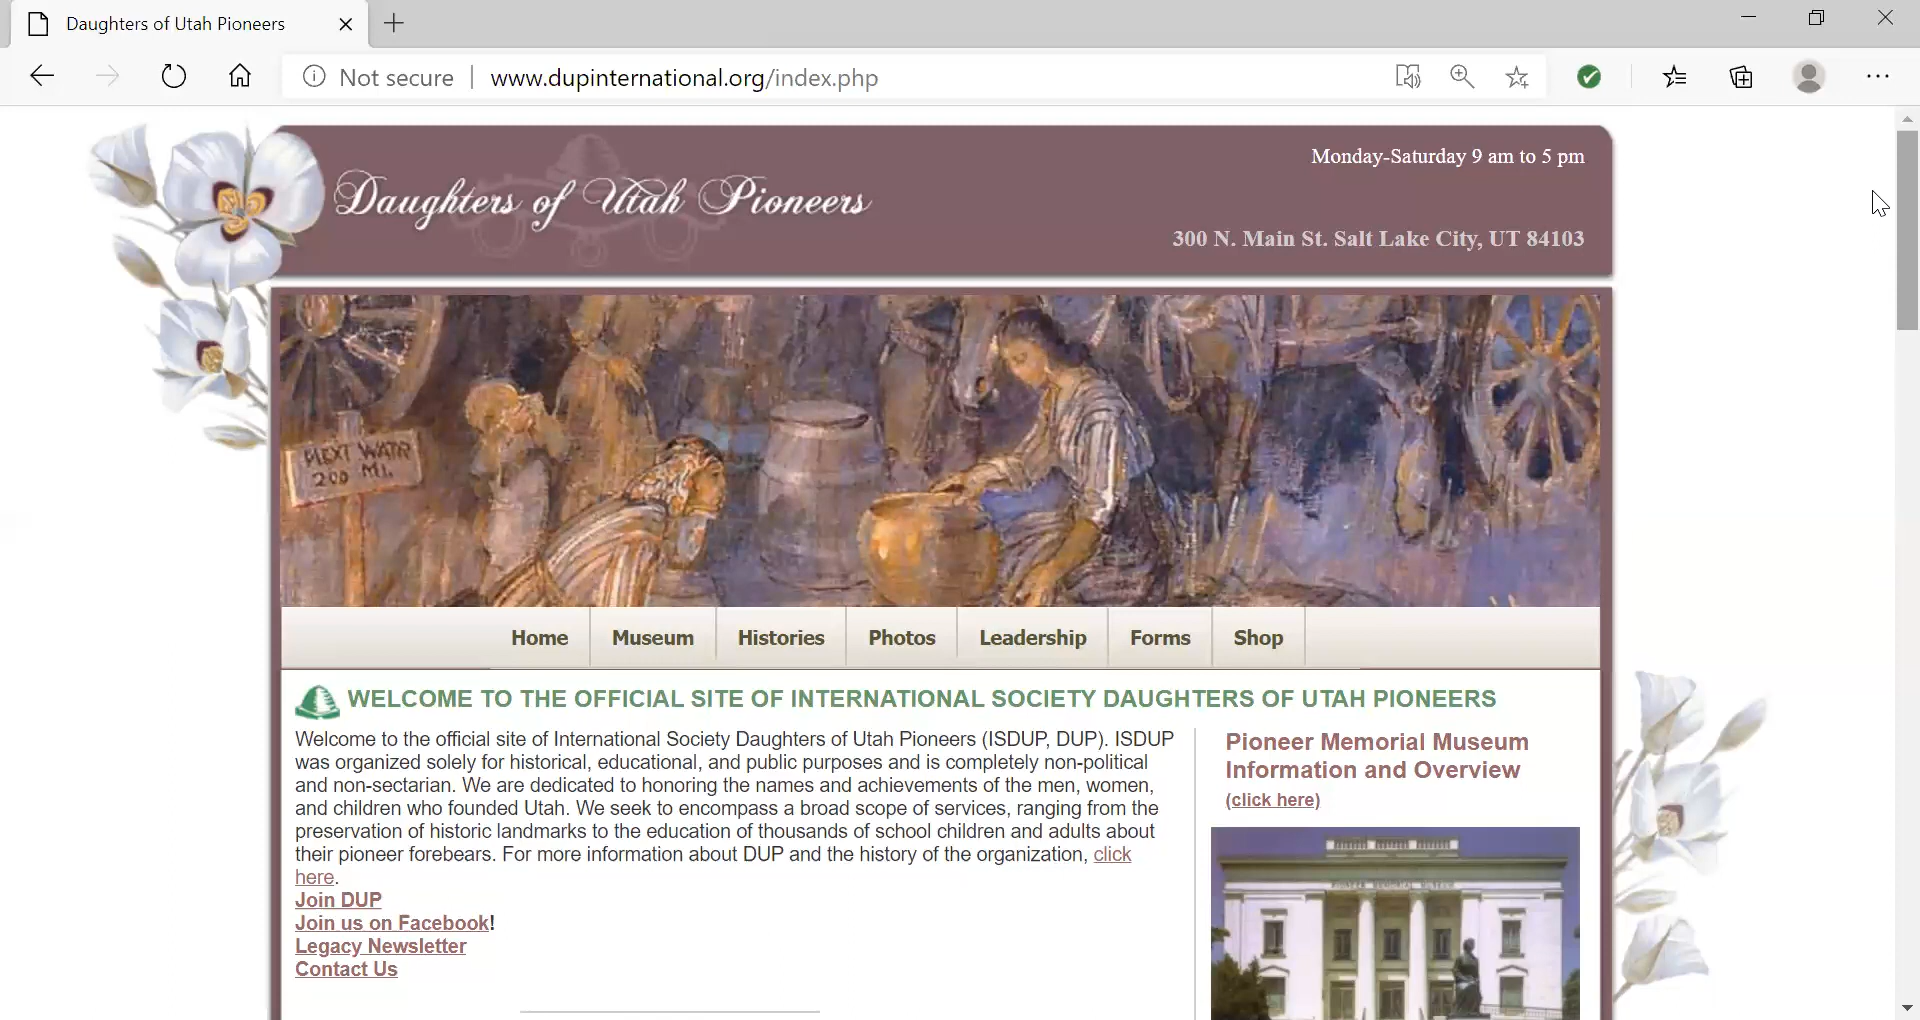 Daughters of Utah Pioneers
Not secure | www.dupinternational.org/index.php
Daughters of Utah Pioneers
Monday-Saturday 9 am to 5 pm
300 N. Main St. Salt Lake City, UT 84103
NEXT WATR
200 MI.
Home Museum Histories Photos Leadership Forms Shop
WELCOME TO THE OFFICIAL SITE OF INTERNATIONAL SOCIETY DAUGHTERS OF UTAH PIONEERS
Welcome to the official site of International Society Daughters of Utah Pioneers (ISDUP, DUP). ISDUP
was organized solely for historical, educational, and public purposes and is completely non-political
and non-sectarian. We are dedicated to honoring the names and achievements of the men, women,
and children who founded Utah. We seek to encompass a broad scope of services, ranging from the
preservation of historic landmarks to the education of thousands of school children and adults about
their pioneer forebears. For more information about DUP and the history of the organization, click
here.
Join DUP
Join us on Facebook!
Legacy Newsletter
Contact Us
Pioneer Memorial Museum
Information and Overview
(click here)
PIONEER MEMORIAL MUSEUM